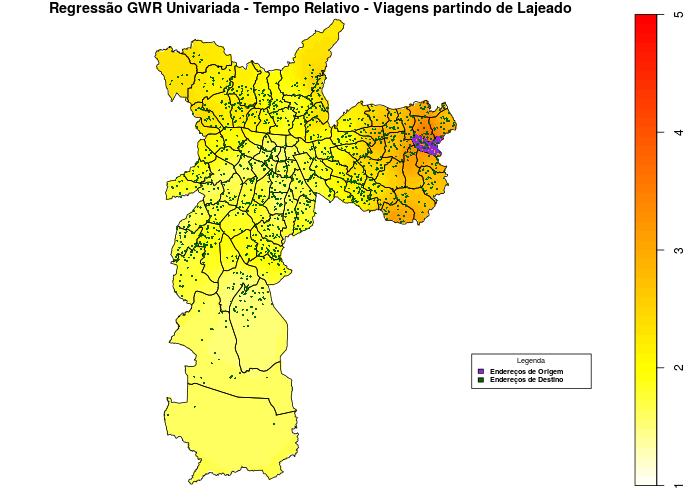 Regressão GWR Univariada - Tempo Relativo - Viagens partindo de Lajeado
5
4
3
2
1
Legenda
Endereços de Origem
Endereços de Destino